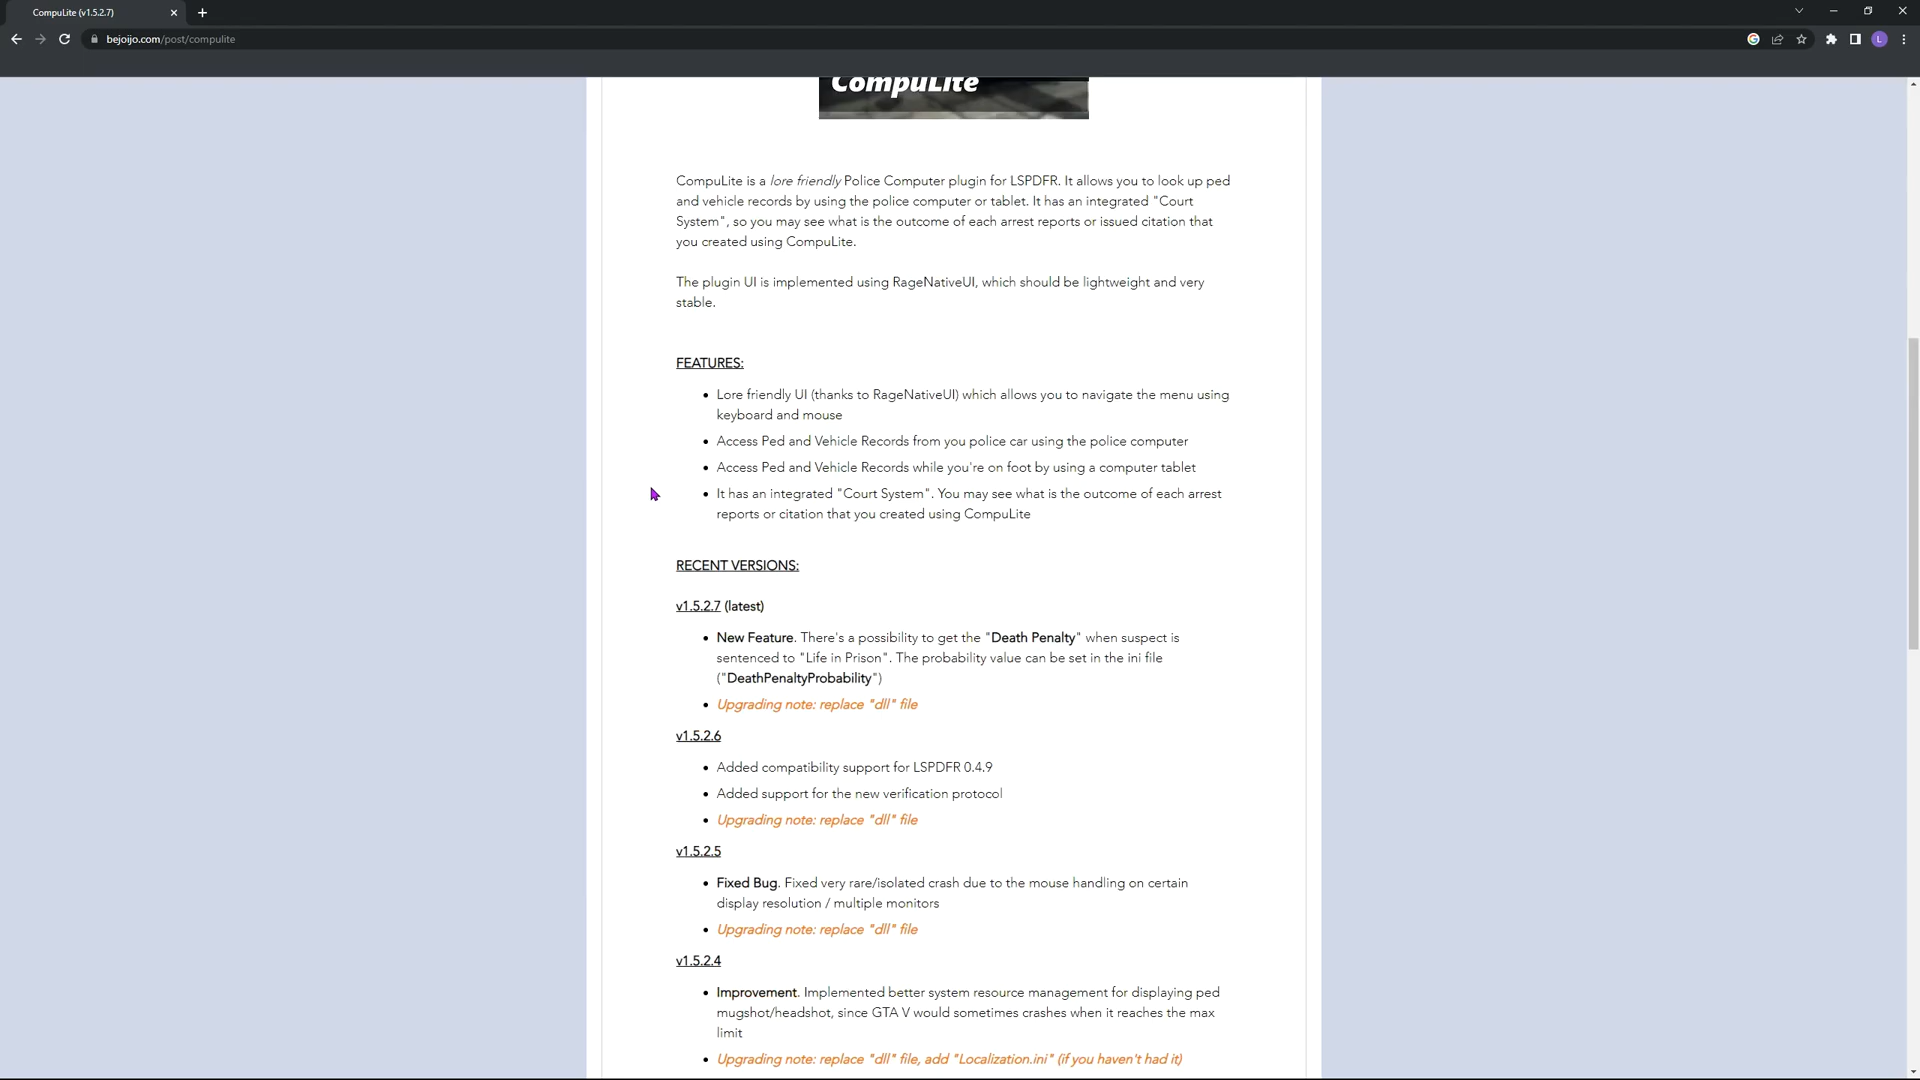 CompuLite (v1.5.2.7)
bejoijo.com/post/compulite
L
CompuLite
CompuLite is a lore friendly Police Computer plugin for LSPDFR. It allows you to look up ped
and vehicle records by using the police computer or tablet. It has an integrated "Court
System", so you may see what is the outcome of each arrest reports or issued citation that
you created using CompuLite.
The plugin UI is implemented using RageNativeUI, which should be lightweight and very
stable.
FEATURES:
• Lore friendly UI (thanks to RageNativeUI) which allows you to navigate the menu using
keyboard and mouse
• Access Ped and Vehicle Records from you police car using the police computer
• Access Ped and Vehicle Records while you're on foot by using a computer tablet
• It has an integrated "Court System". You may see what is the outcome of each arrest
reports or citation that you created using CompuLite
RECENT VERSIONS:
v1.5.2.7 (latest)
• New Feature. There's a possibility to get the "Death Penalty" when suspect is
sentenced to "Life in Prison". The probability value can be set in the ini file
("DeathPenaltyProbability")
• Upgrading note: replace "dll" file
v1.5.2.6
• Added compatibility support for LSPDFR 0.4.9
• Added support for the new verification protocol
• Upgrading note: replace "dll" file
v1.5.2.5
• Fixed Bug. Fixed very rare/isolated crash due to the mouse handling on certain
display resolution / multiple monitors
• Upgrading note: replace "dll" file
v1.5.2.4
• Improvement. Implemented better system resource management for displaying ped
mugshot/headshot, since GTA V would sometimes crashes when it reaches the max
limit
• Upgrading note: replace "dll" file, add "Localization.ini" (if you haven't had it)